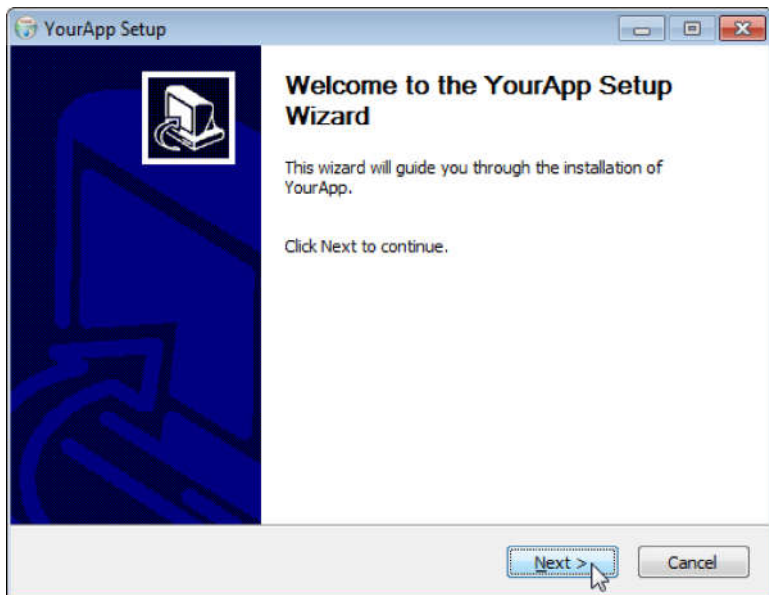 YourApp Setup
Welcome to the YourApp Setup
Wizard
This wizard will guide you through the installation of
YourApp.
Click Next to continue.
Next >
Cancel